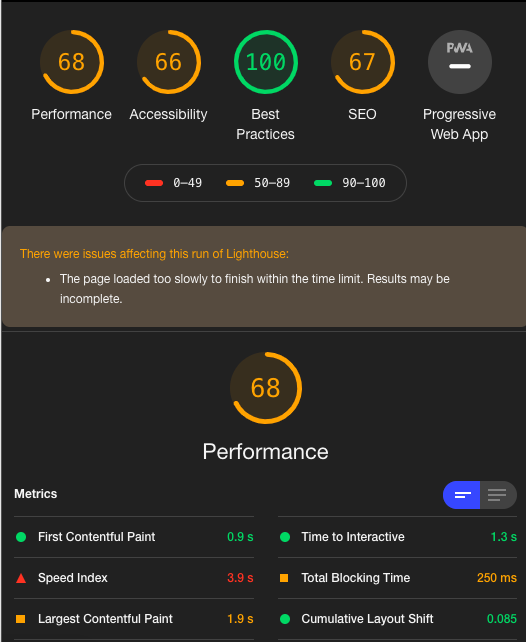 68
66
100
67
PWA
Performance
Accessibility
Best
Practices
SEO
Progressive
Web App
0–49
50–89
90–100
There were issues affecting this run of Lighthouse:
• The page loaded too slowly to finish within the time limit. Results may be
incomplete.
68
Performance
Metrics
First Contentful Paint 0.9 s
Time to Interactive 1.3 s
Speed Index 3.9 s
Total Blocking Time 250 ms
Largest Contentful Paint 1.9 s
Cumulative Layout Shift 0.085